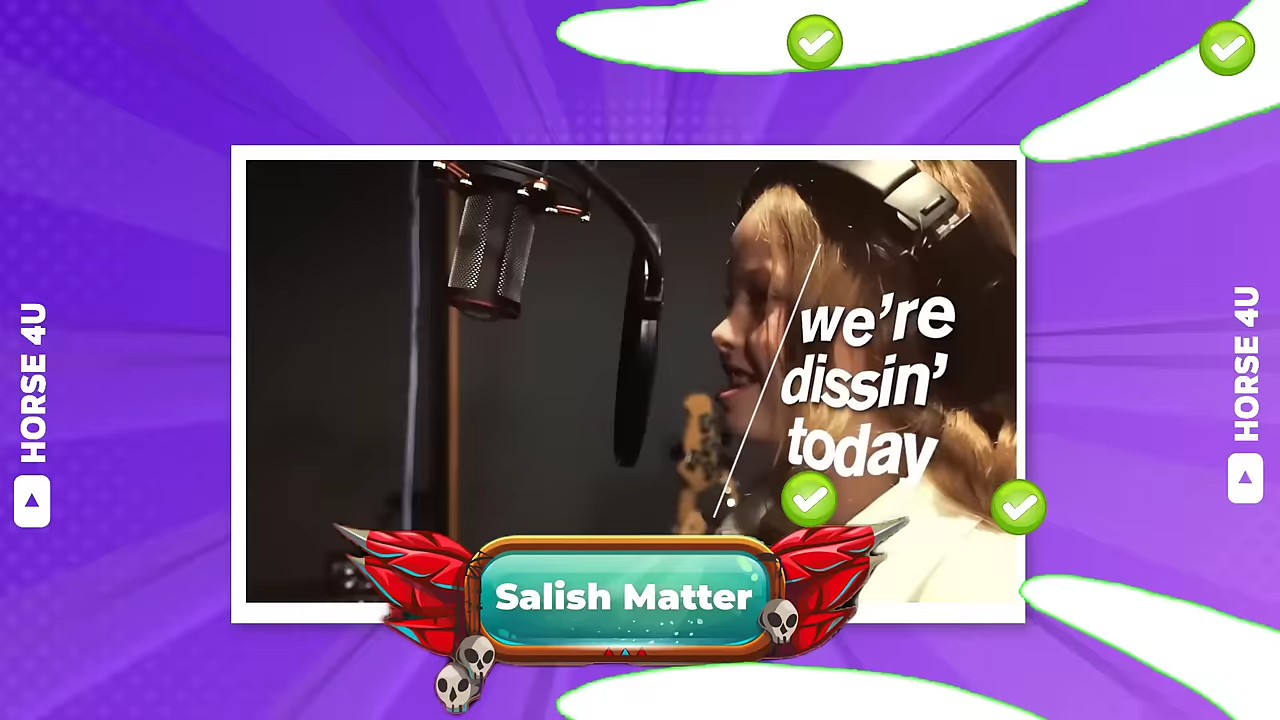 HORSE 4U
we're
dissin'
today
HORSE 4U
Salish Matter